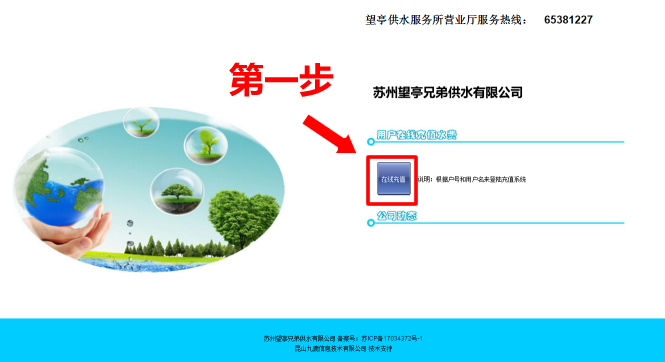 望亭供水服务所营业厅服务热线： 65381227
第一步
苏州望亭兄弟供水有限公司
用户在线充值水费
在线充值
说明：根据户号和用户名来登陆充值系统
公司动态
苏州望亭兄弟供水有限公司 备案号：苏ICP备17034372号-1
昆山九鼎信息技术有限公司 技术支持